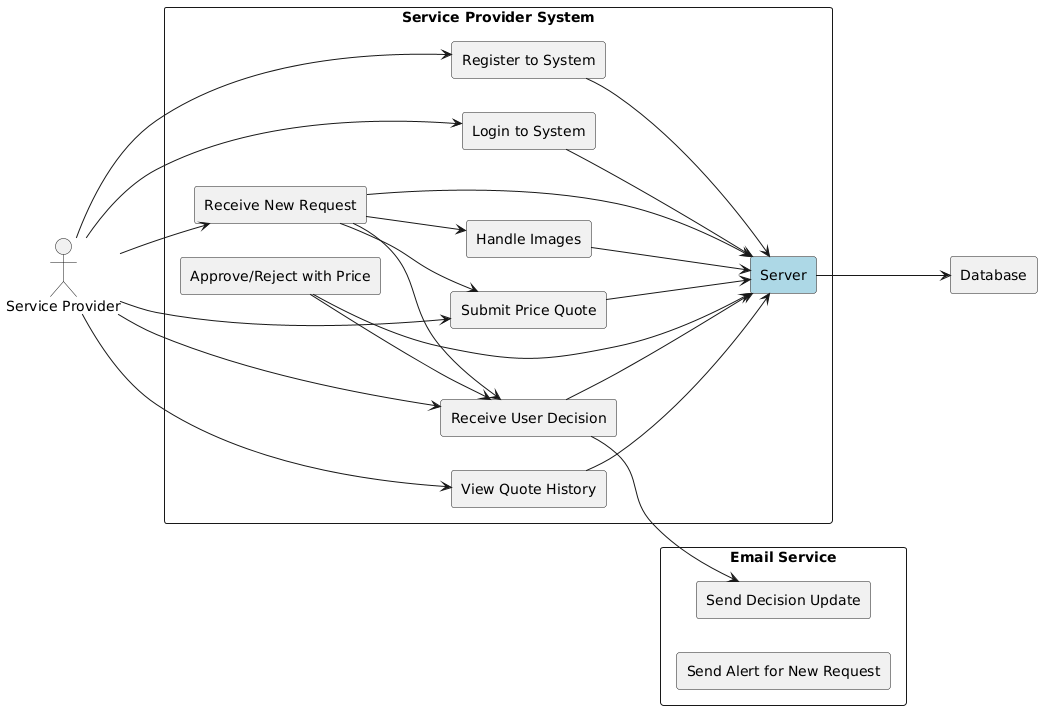 Service Provider System
Register to System
Login to System
Receive New Request
Handle Images
Approve/Reject with Price
Server
Database
Service Provider
Submit Price Quote
Receive User Decision
View Quote History
Email Service
Send Decision Update
Send Alert for New Request